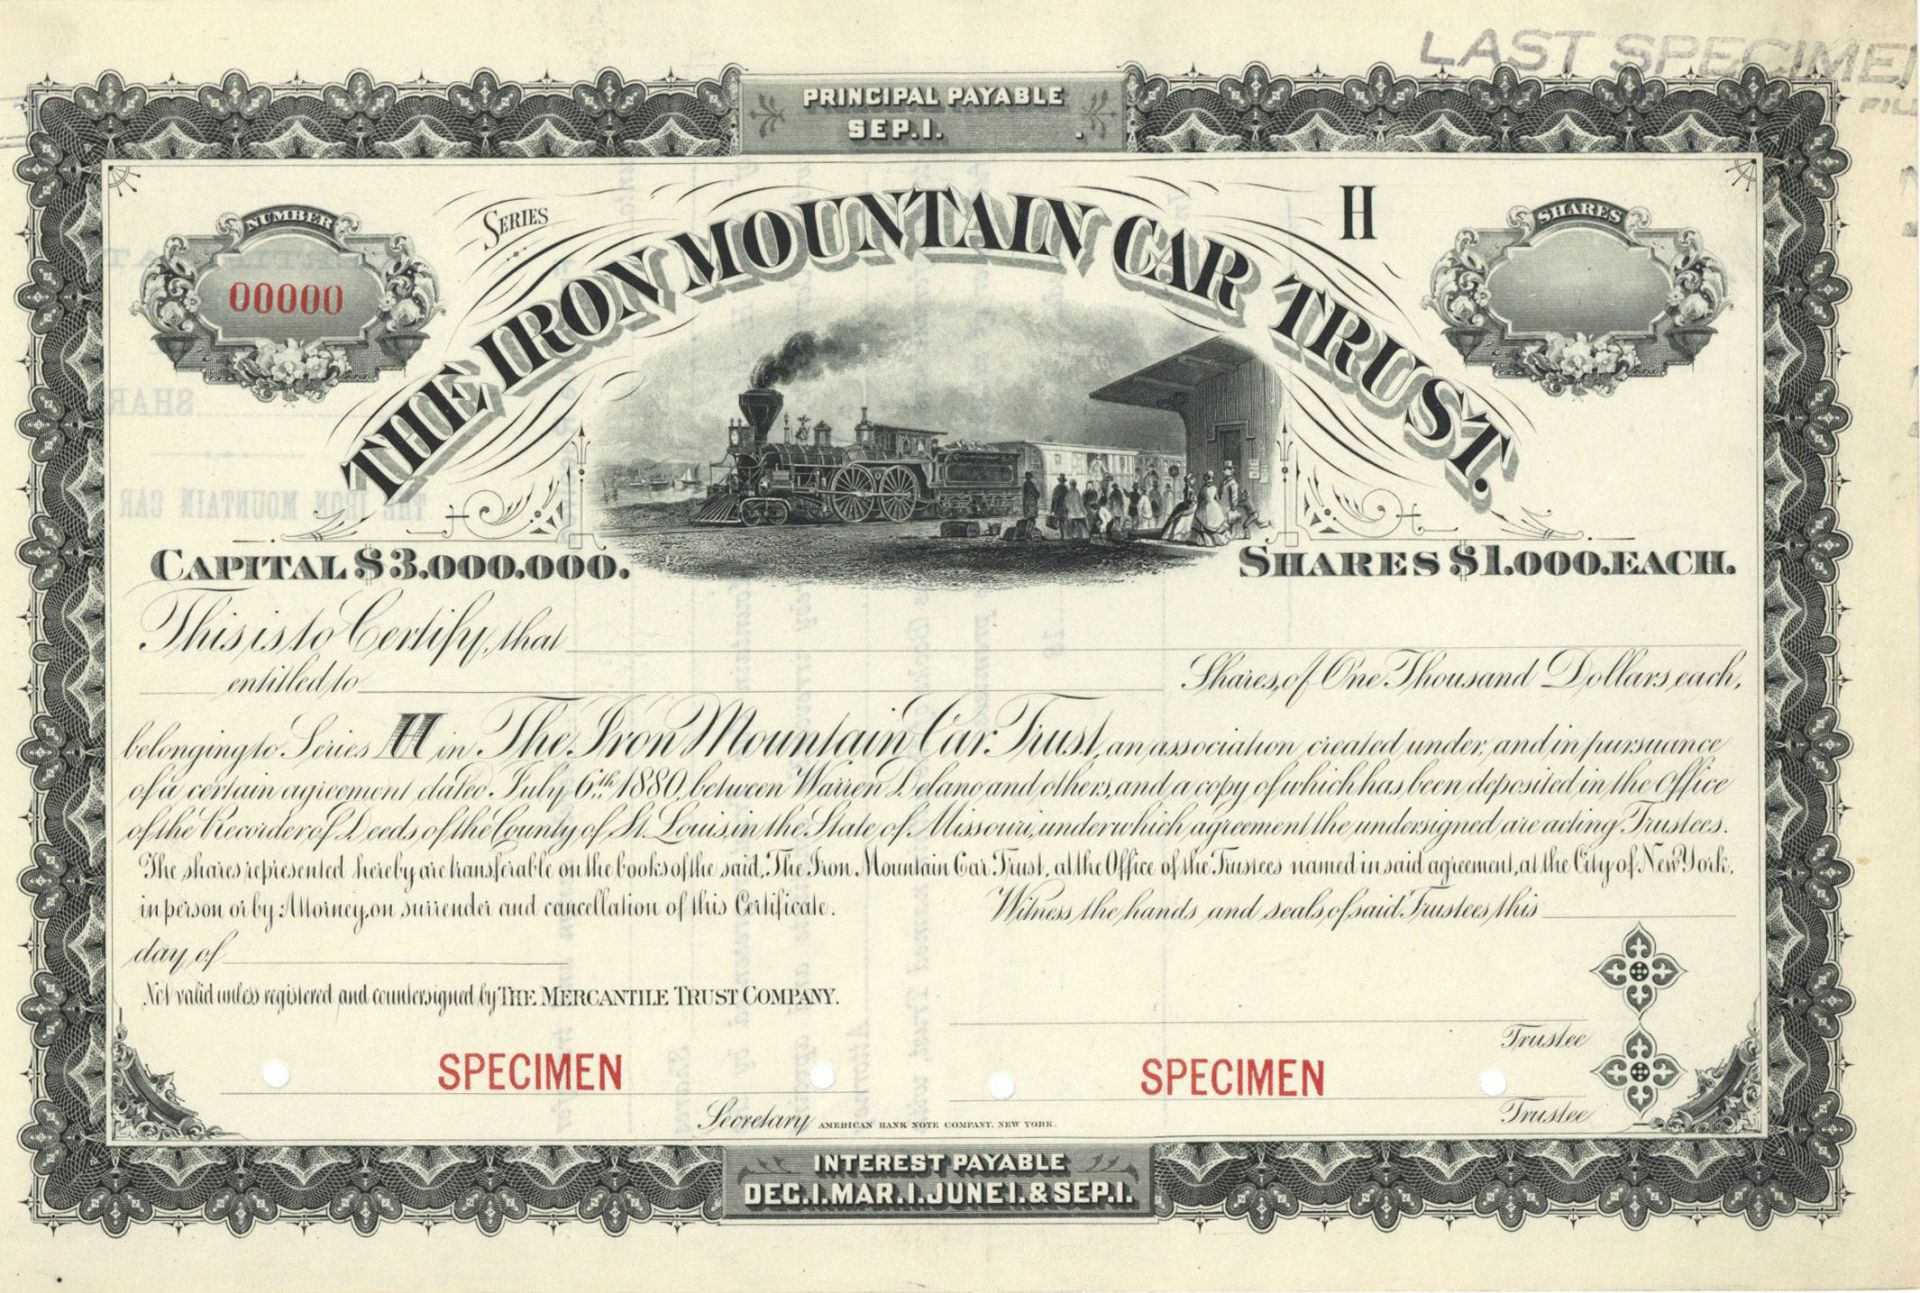 LAST SPECIMEN
PRINCIPAL PAYABLE
SEP. 1.
NUMBER
00000
SERIES
H
SHARES
THE IRON MOUNTAIN CAR TRUST.
CAPITAL $3.000.000.
SHARES $1.000. EACH.
This is to Certify, that
entitled to Shares, of One Thousand Dollars, each,
belonging to Series H in The Iron Mountain Car Trust, an association created under, and in pursuance
of a certain agreement dated July 6th 1880, between Warren Delano and others, and a copy of which has been deposited in the Office
of the Recorder of Deeds of the County of St. Louis, in the State of Missouri, under which agreement the undersigned are acting Trustees.
The shares represented hereby are transferable on the books of the said, The Iron Mountain Car Trust, at the Office of the Trustees named in said agreement, at the City of New York,
in person or by Attorney, on surrender and cancellation of this Certificate. Witness the hands and seals of said Trustees, this
day of
Not valid unless registered and countersigned by THE MERCANTILE TRUST COMPANY.
Trustee
SPECIMEN
SPECIMEN
Secretary
AMERICAN BANK NOTE COMPANY, NEW YORK.
Trustee
INTEREST PAYABLE
DEC. 1. MAR. 1. JUNE 1. & SEP. 1.